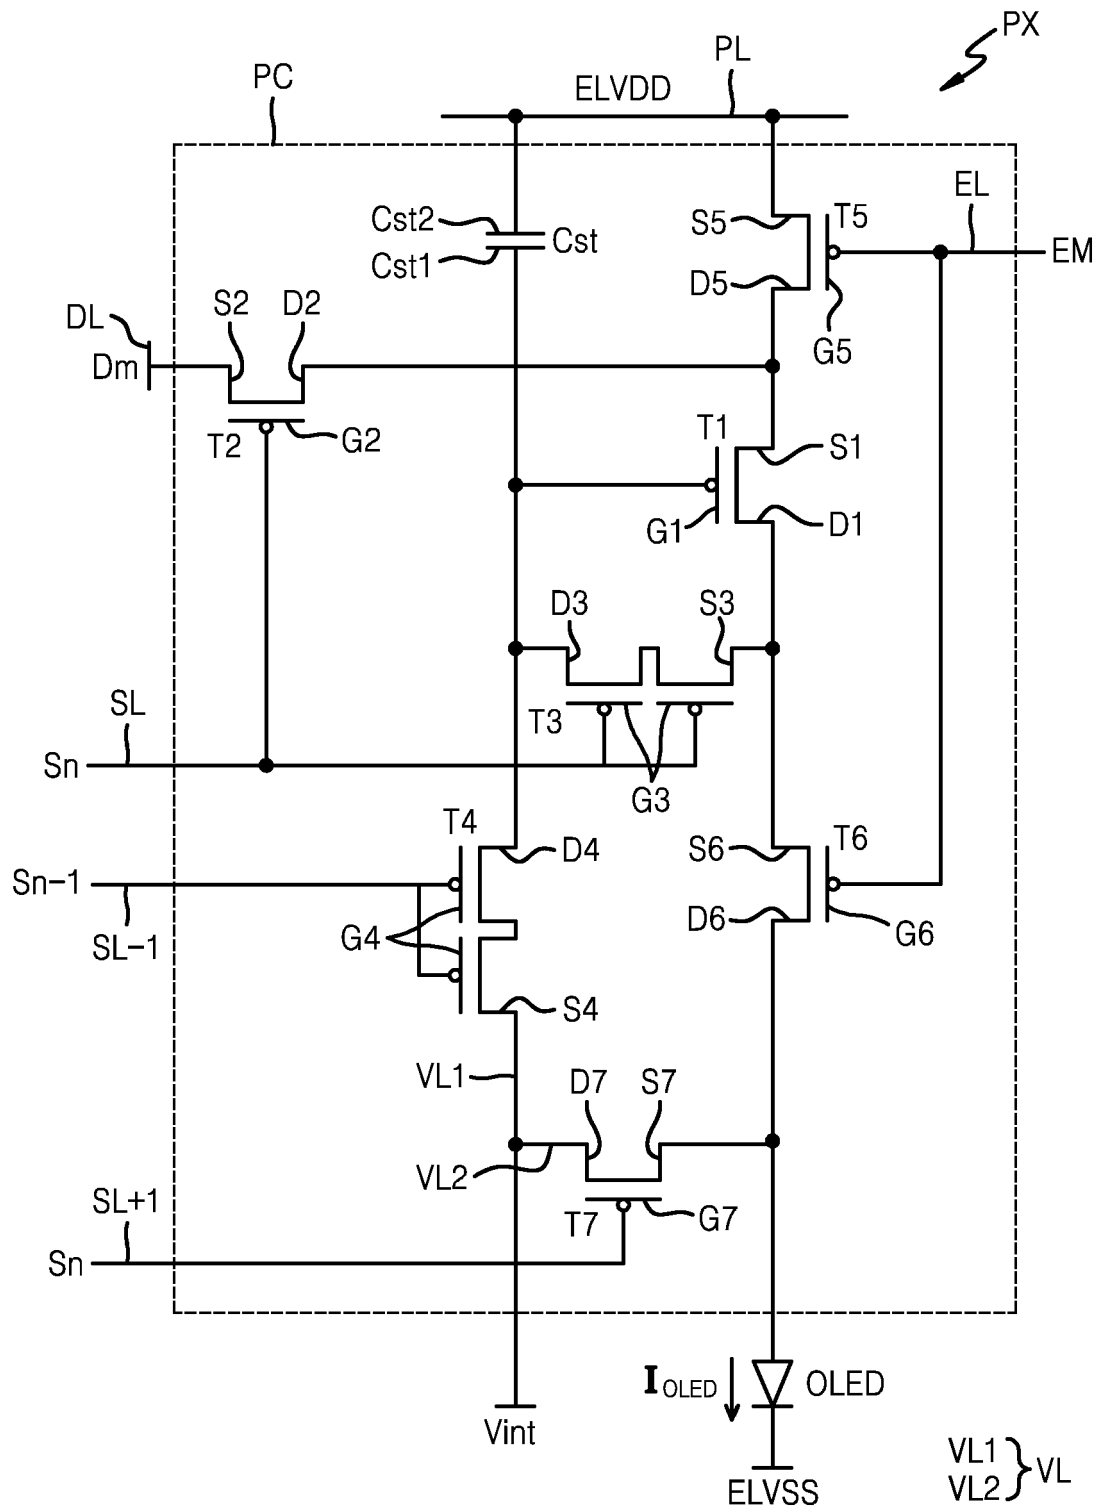 PX
PL
ELVDD
PC
EL
Cst2
S5
T5
Cst
EM
Cst1
D5
S2
D2
DL
G5
Dm
T1
T2
G2
S1
G1
D1
D3
S3
SL
T3
Sn
G3
T4
T6
D4
S6
Sn-1
D6
G6
SL-1
G4
S4
VL1
D7
S7
VL2
SL+1
T7
G7
Sn
IOLED
OLED
Vint
VL1
VL
VL2
ELVSS